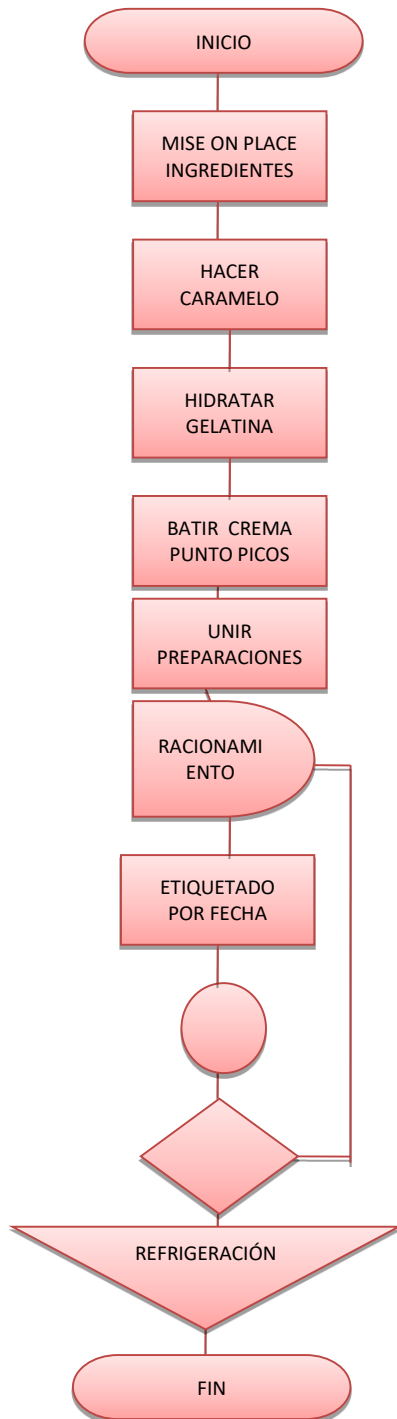 INICIO
MISE ON PLACE
INGREDIENTES
HACER
CARAMELO
HIDRATAR
GELATINA
BATIR CREMA
PUNTO PICOS
UNIR
PREPARACIONES
RACIONAMI
ENTO
ETIQUETADO
POR FECHA
REFRIGERACIÓN
FIN